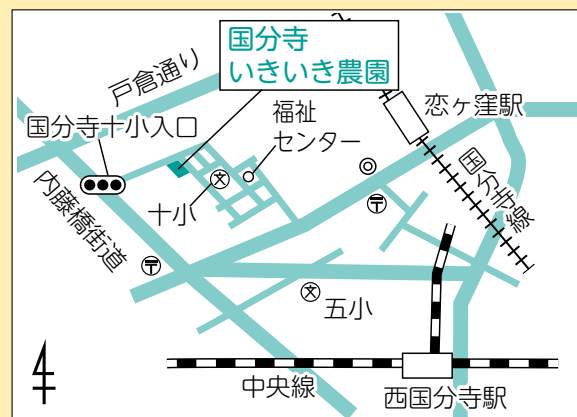 国分寺
いきいき農園
戸倉通り
恋ヶ窪駅
福祉
センター
国分寺十小入口
国分寺線
文
十小
内藤橋街道
文
五小
中央線
西国分寺駅